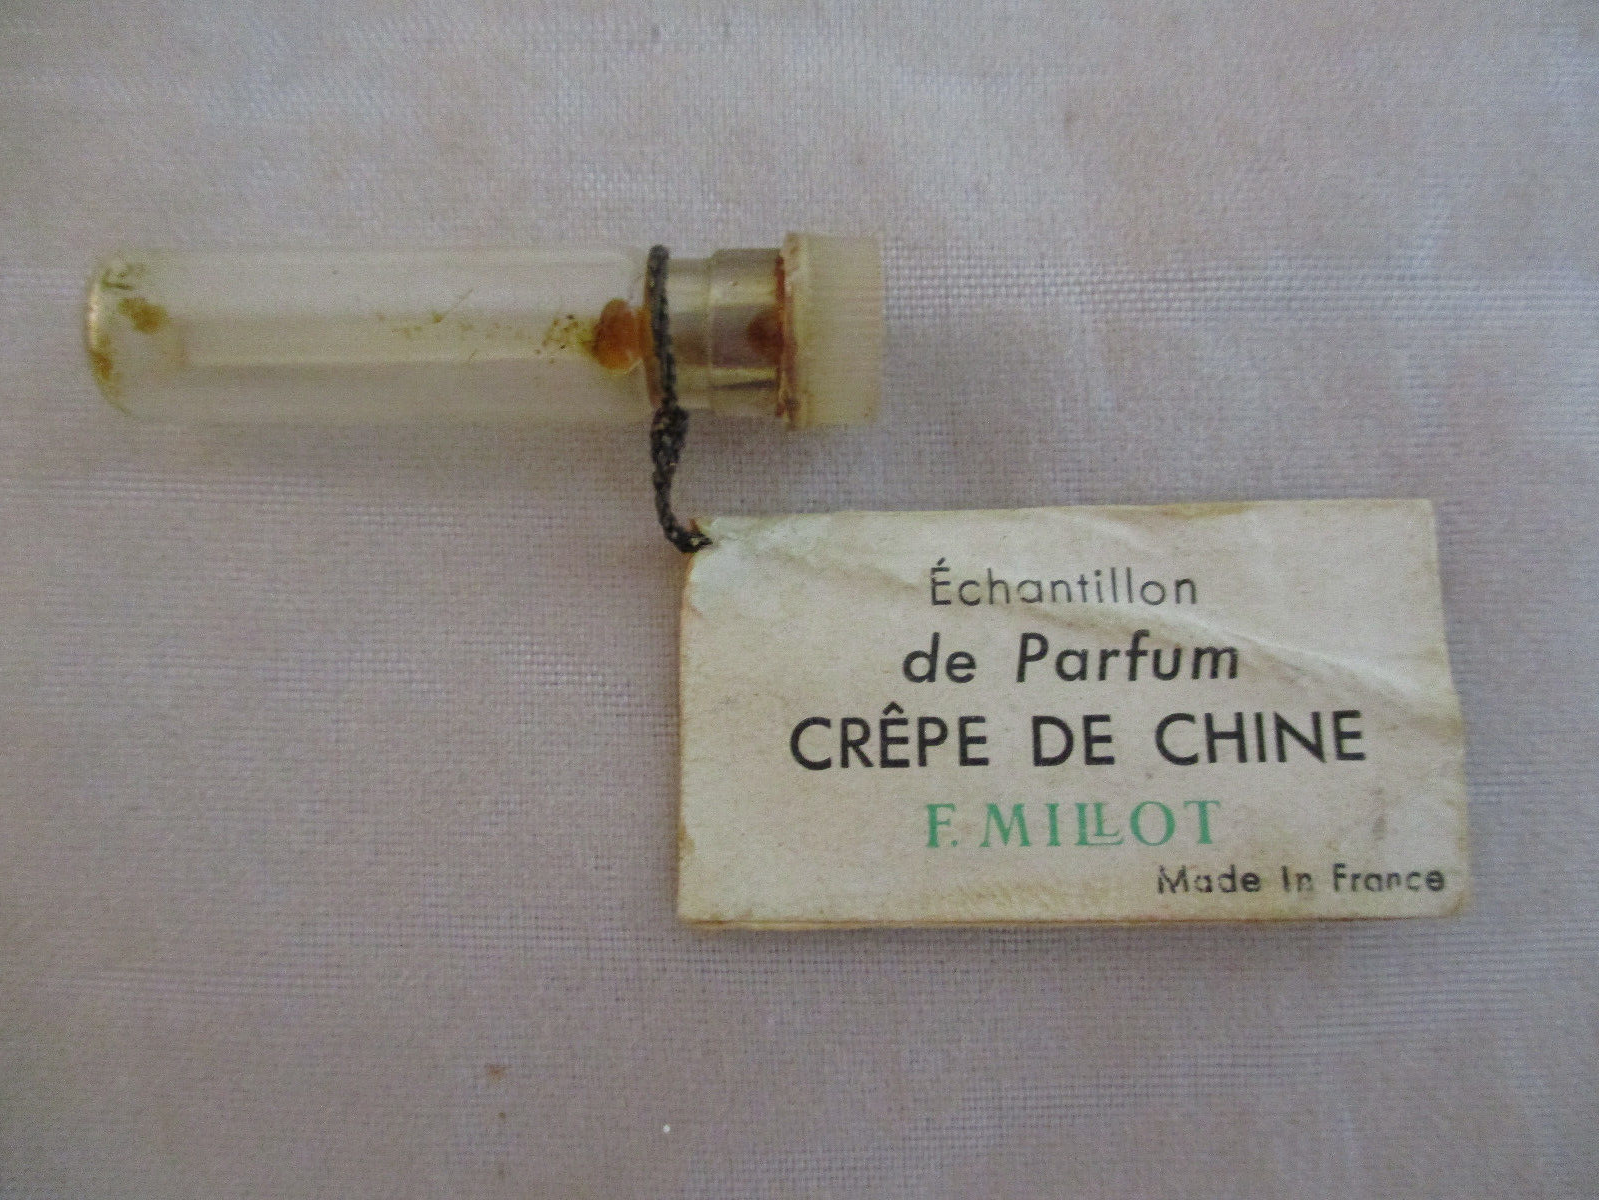 Échantillon
de Parfum
CRÊPE DE CHINE
F. MILLOT
Made In France